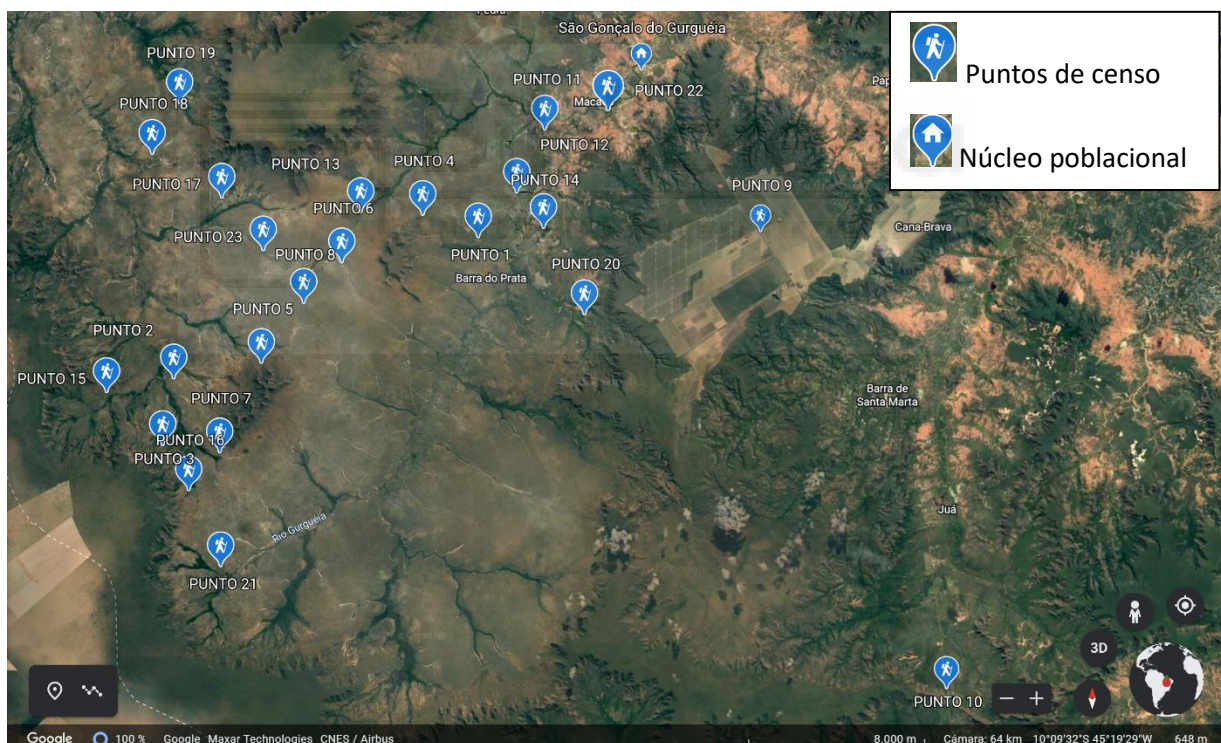 Pedra
São Gonçalo do Gurguéia
Puntos de censo
Núcleo poblacional
PUNTO 19
PUNTO 18
PUNTO 11
PUNTO 22
Maca
Pap
PUNTO 12
PUNTO 13
PUNTO 4
PUNTO 17
PUNTO 14
PUNTO 9
PUNTO 6
PUNTO 23
PUNTO 8
PUNTO 1
Cana-Brava
Barra do Prata
PUNTO 20
PUNTO 5
PUNTO 2
PUNTO 15
PUNTO 7
Barra de
Santa Marta
PUNTO 16
PUNTO 3
Juá
Rio Gurguéia
PUNTO 21
3D
PUNTO 10
Google 100 % Google Maxar Technologies CNES / Airbus 8.000 m Cámara: 64 km 10°09'32"S 45°19'29"W 648 m